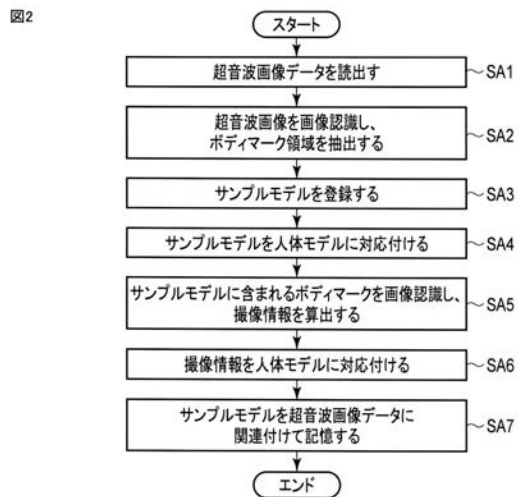 図2
スタート
超音波画像データを読出す
SA1
超音波画像を画像認識し、
ボディマーク領域を抽出する
SA2
サンプルモデルを登録する
SA3
サンプルモデルを人体モデルに対応付ける
SA4
サンプルモデルに含まれるボディマークを画像認識し、
撮像情報を算出する
SA5
撮像情報を人体モデルに対応付ける
SA6
サンプルモデルを超音波画像データに
関連付けて記憶する
SA7
エンド